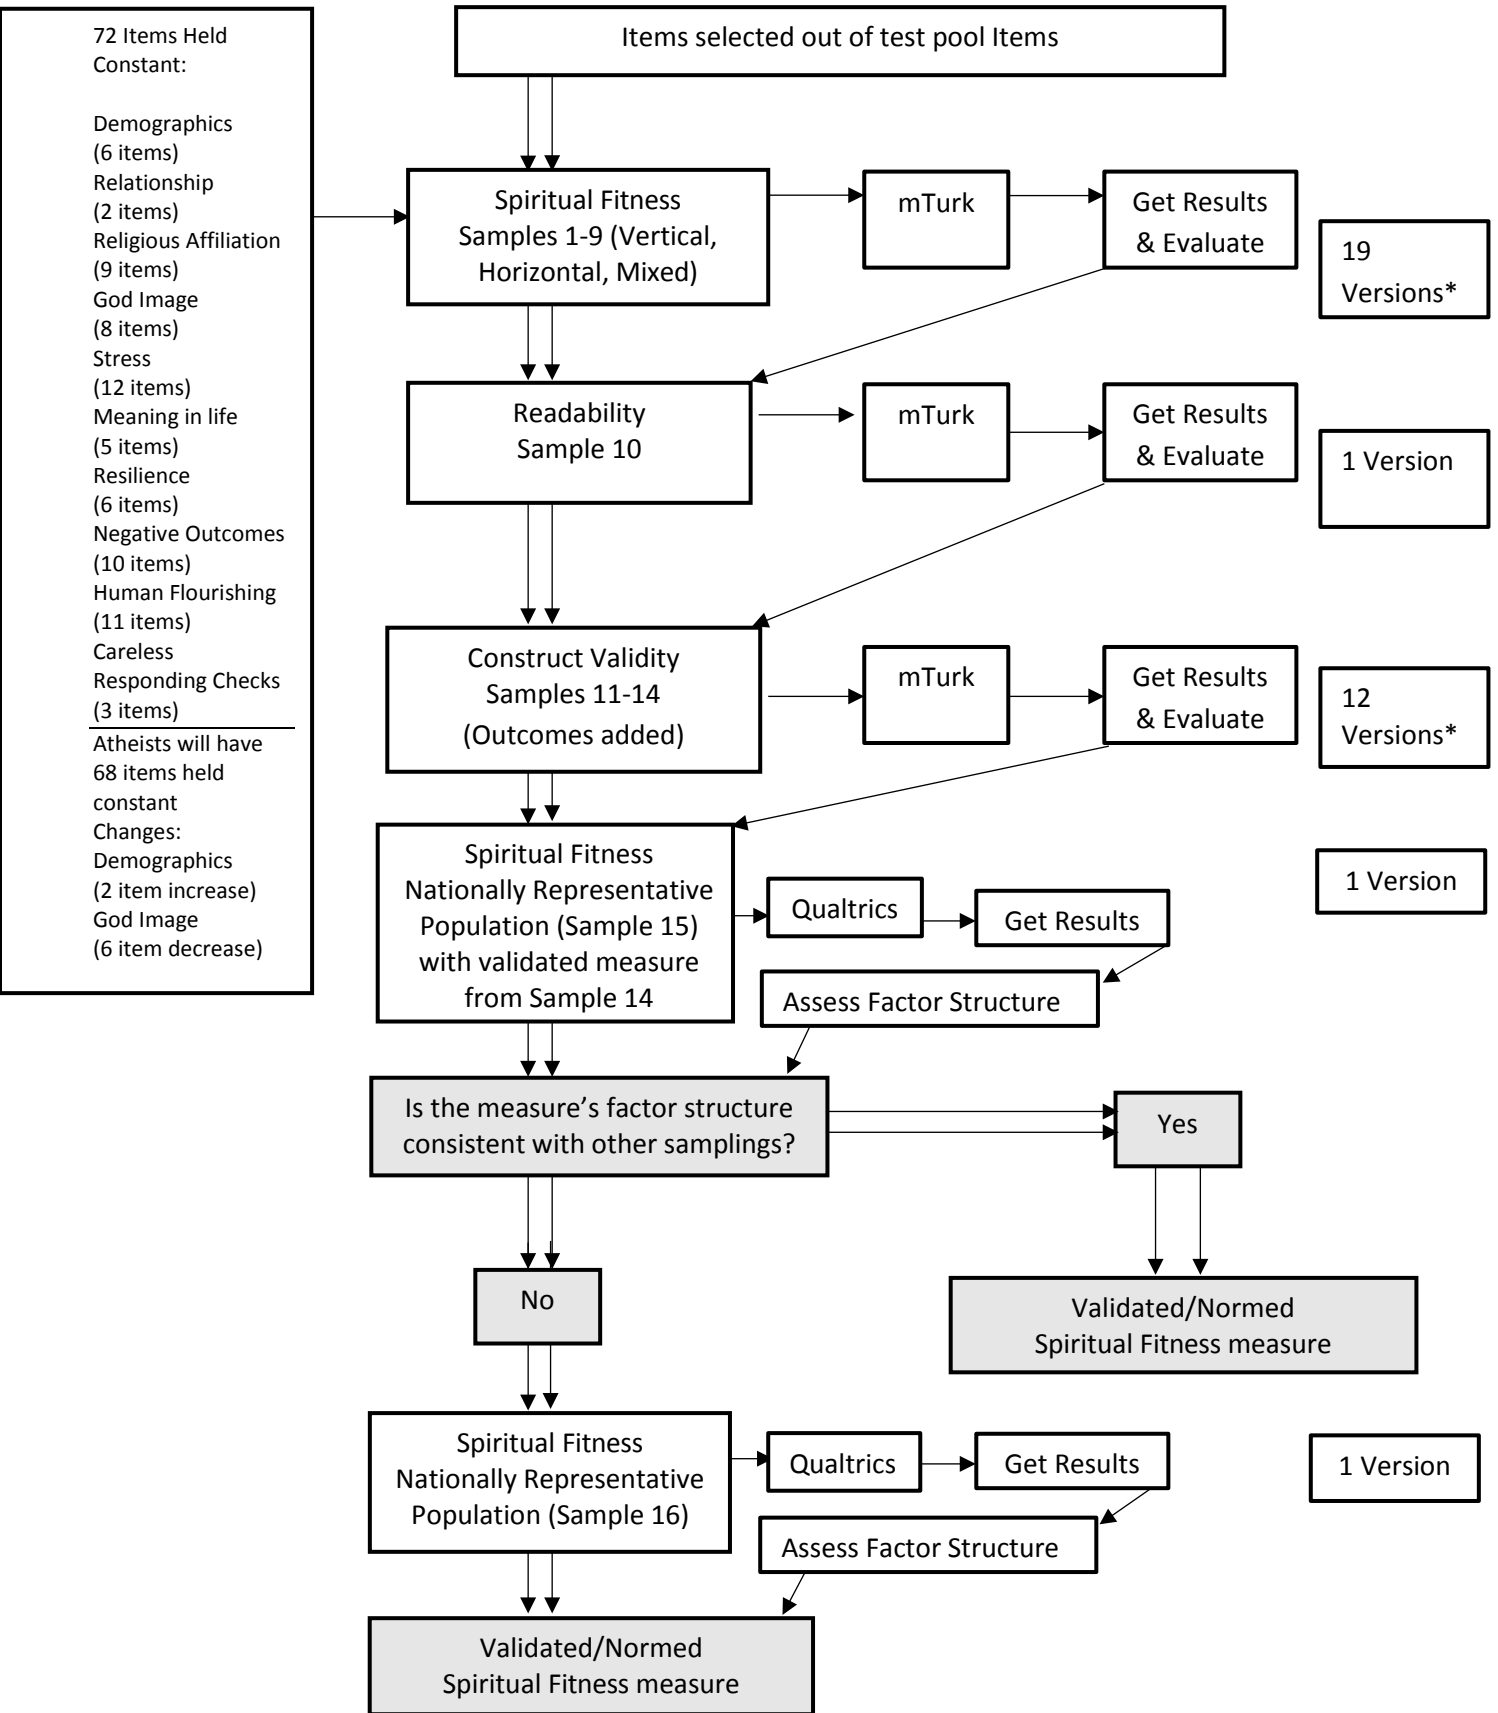 72 Items Held
Constant:
Demographics
(6 items)
Relationship
(2 items)
Religious Affiliation
(9 items)
God Image
(8 items)
Stress
(12 items)
Meaning in life
(5 items)
Resilience
(6 items)
Negative Outcomes
(10 items)
Human Flourishing
(11 items)
Careless
Responding Checks
(3 items)
Atheists will have
68 items held
constant
Changes:
Demographics
(2 item increase)
God Image
(6 item decrease)
Items selected out of test pool Items
Spiritual Fitness
Samples 1-9 (Vertical,
Horizontal, Mixed)
mTurk
Get Results
& Evaluate
19
Versions*
Readability
Sample 10
mTurk
Get Results
& Evaluate
1 Version
Construct Validity
Samples 11-14
(Outcomes added)
mTurk
Get Results
& Evaluate
12
Versions*
Spiritual Fitness
Nationally Representative
Population (Sample 15)
with validated measure
from Sample 14
Qualtrics
Get Results
1 Version
Assess Factor Structure
Is the measure’s factor structure
consistent with other samplings?
Yes
No
Validated/Normed
Spiritual Fitness measure
Spiritual Fitness
Nationally Representative
Population (Sample 16)
Qualtrics
Get Results
1 Version
Assess Factor Structure
Validated/Normed
Spiritual Fitness measure